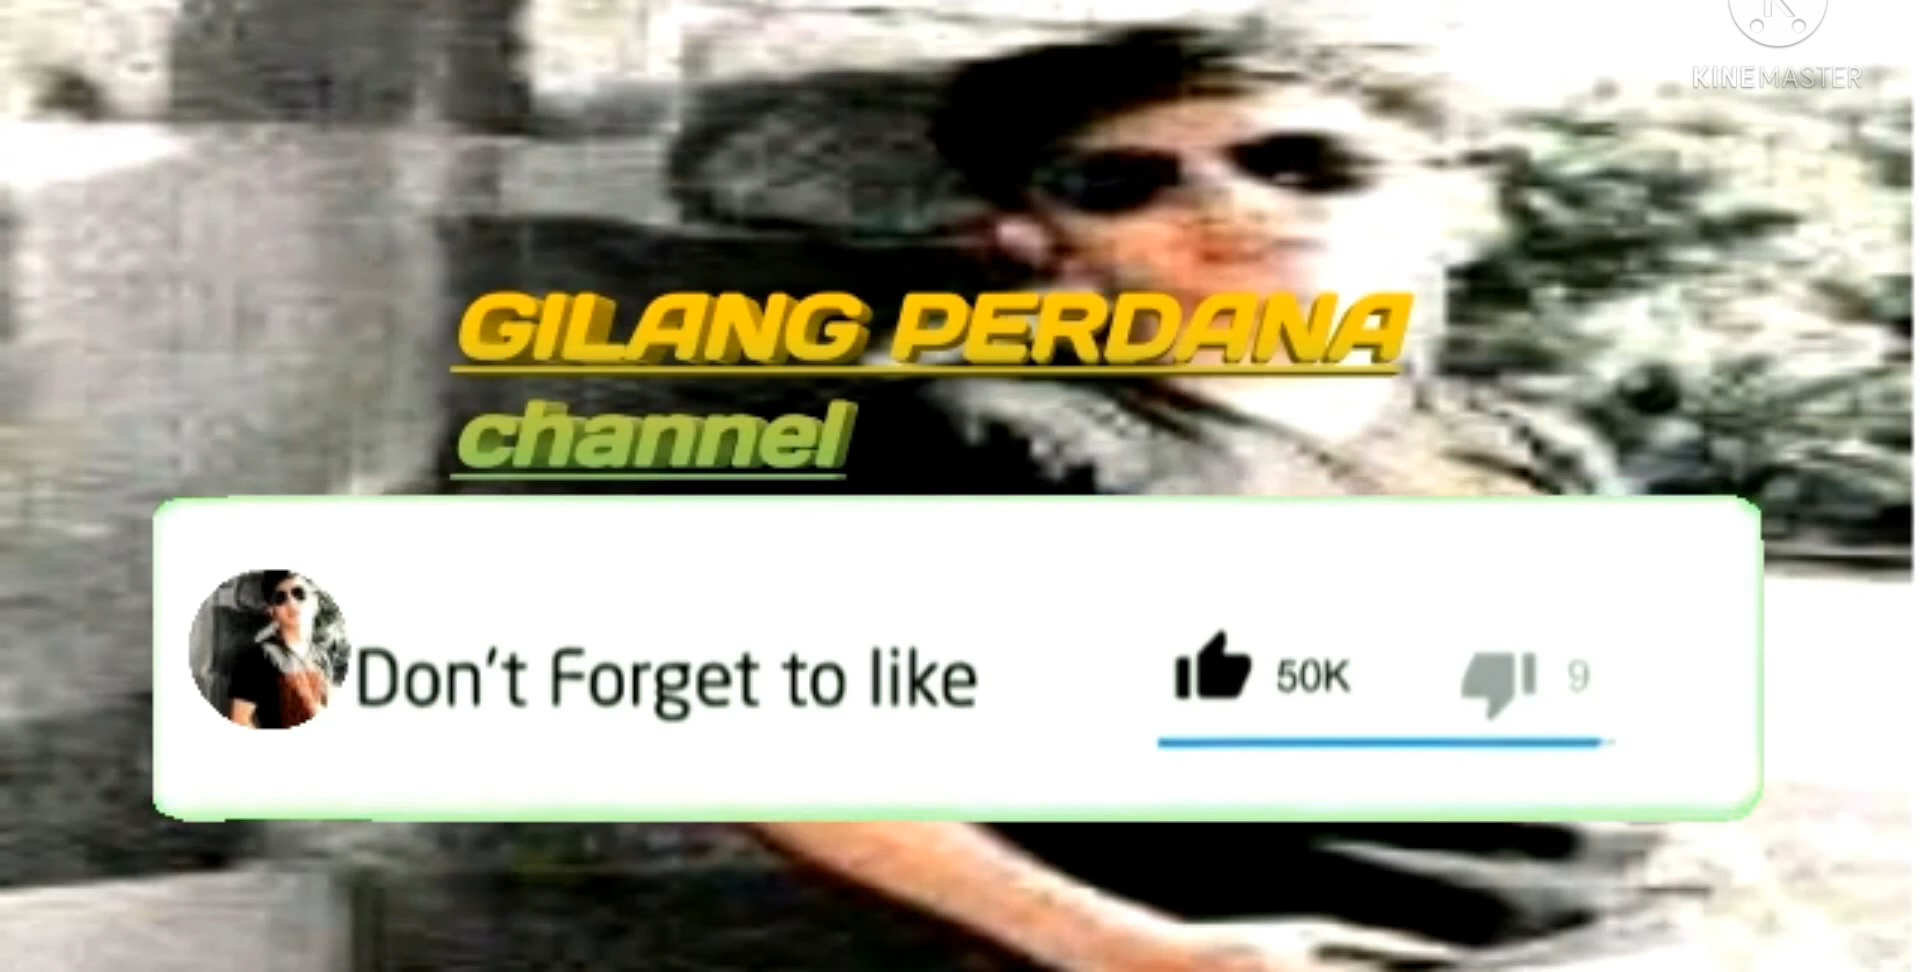 KINEMASTER
GILANG PERDANA
channel
Don't Forget to like
50K
9